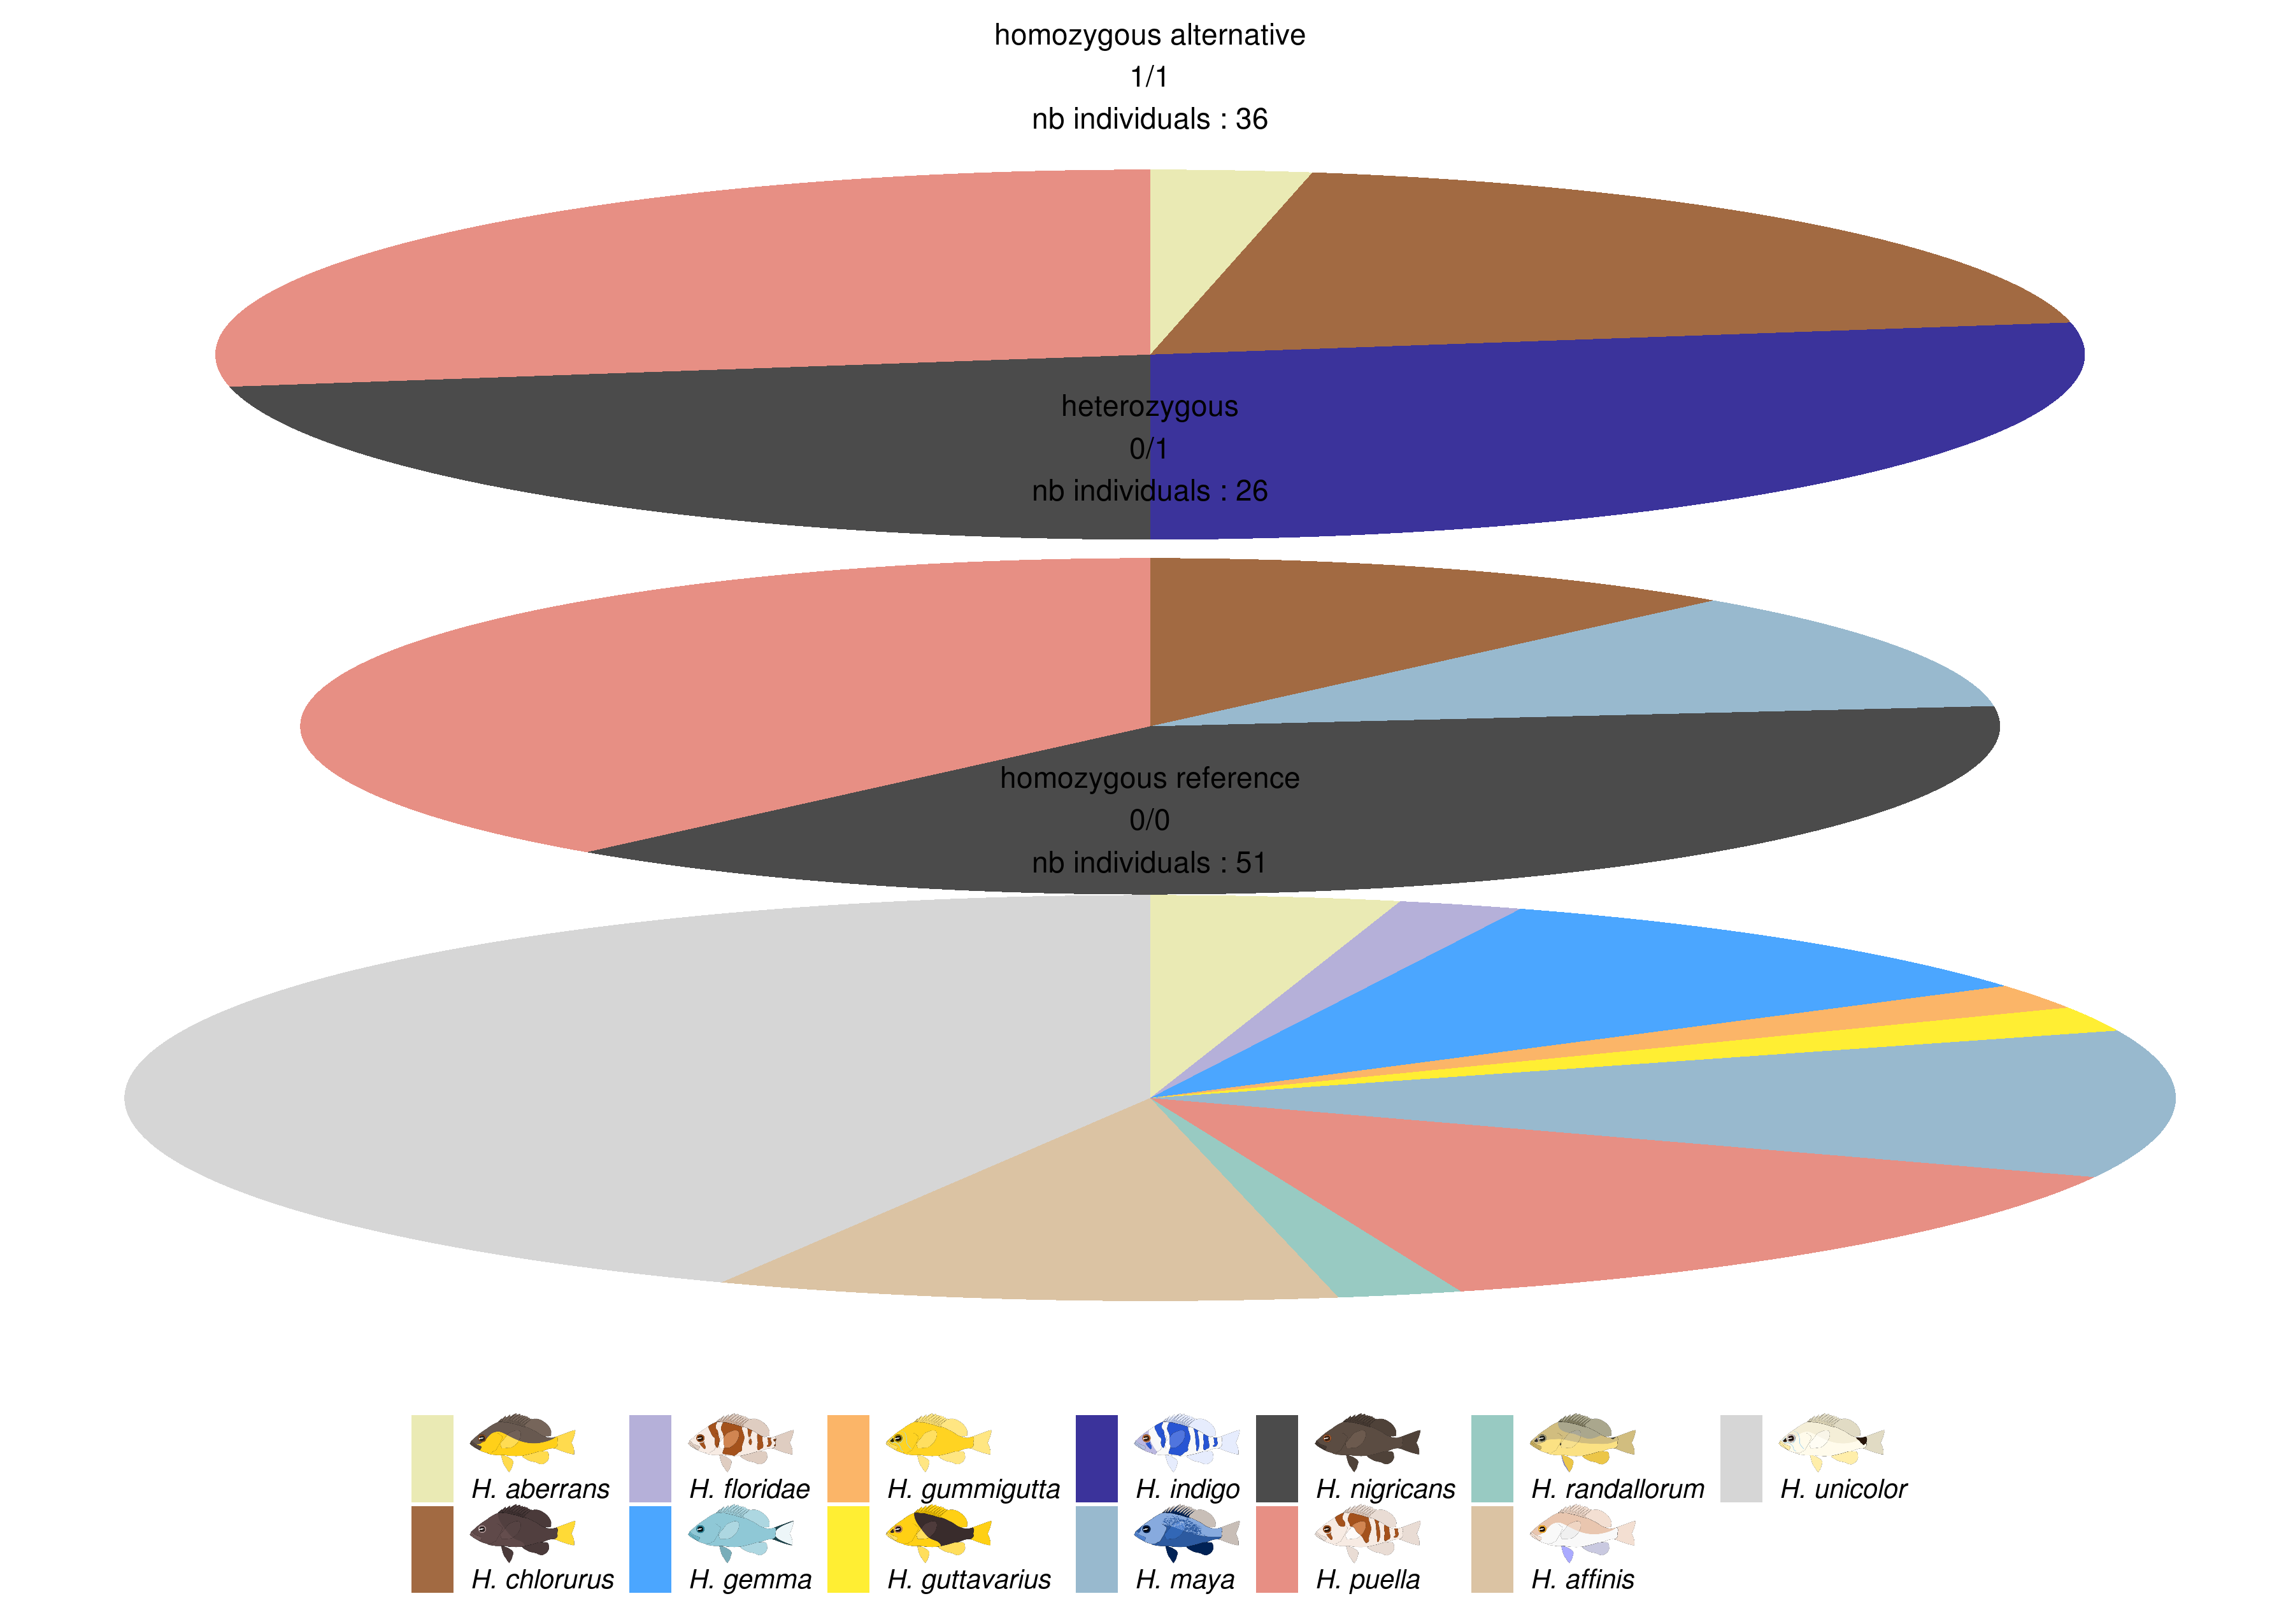 homozygous alternative
1/1
nb individuals : 36
heterozygous
0/1
nb individuals : 26
homozygous reference
0/0
nb individuals : 51
H. aberrans
H. floridae
H. gummigutta
H. indigo
H. nigricans
H. randallorum
H. unicolor
H. chlorurus
H. gemma
H. guttavarius
H. maya
H. puella
H. affinis